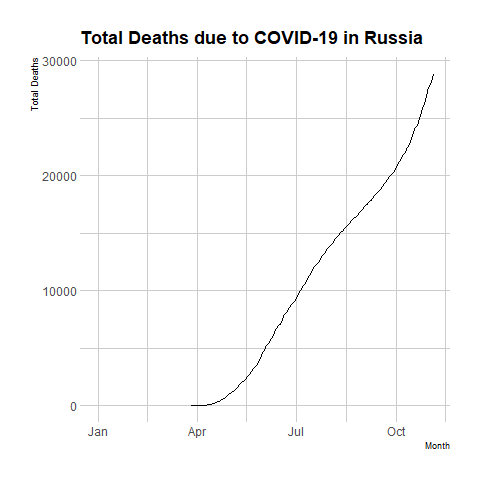 Total Deaths due to COVID-19 in Russia
Total Deaths
30000
20000
10000
0
Jan Apr Jul Oct
Month